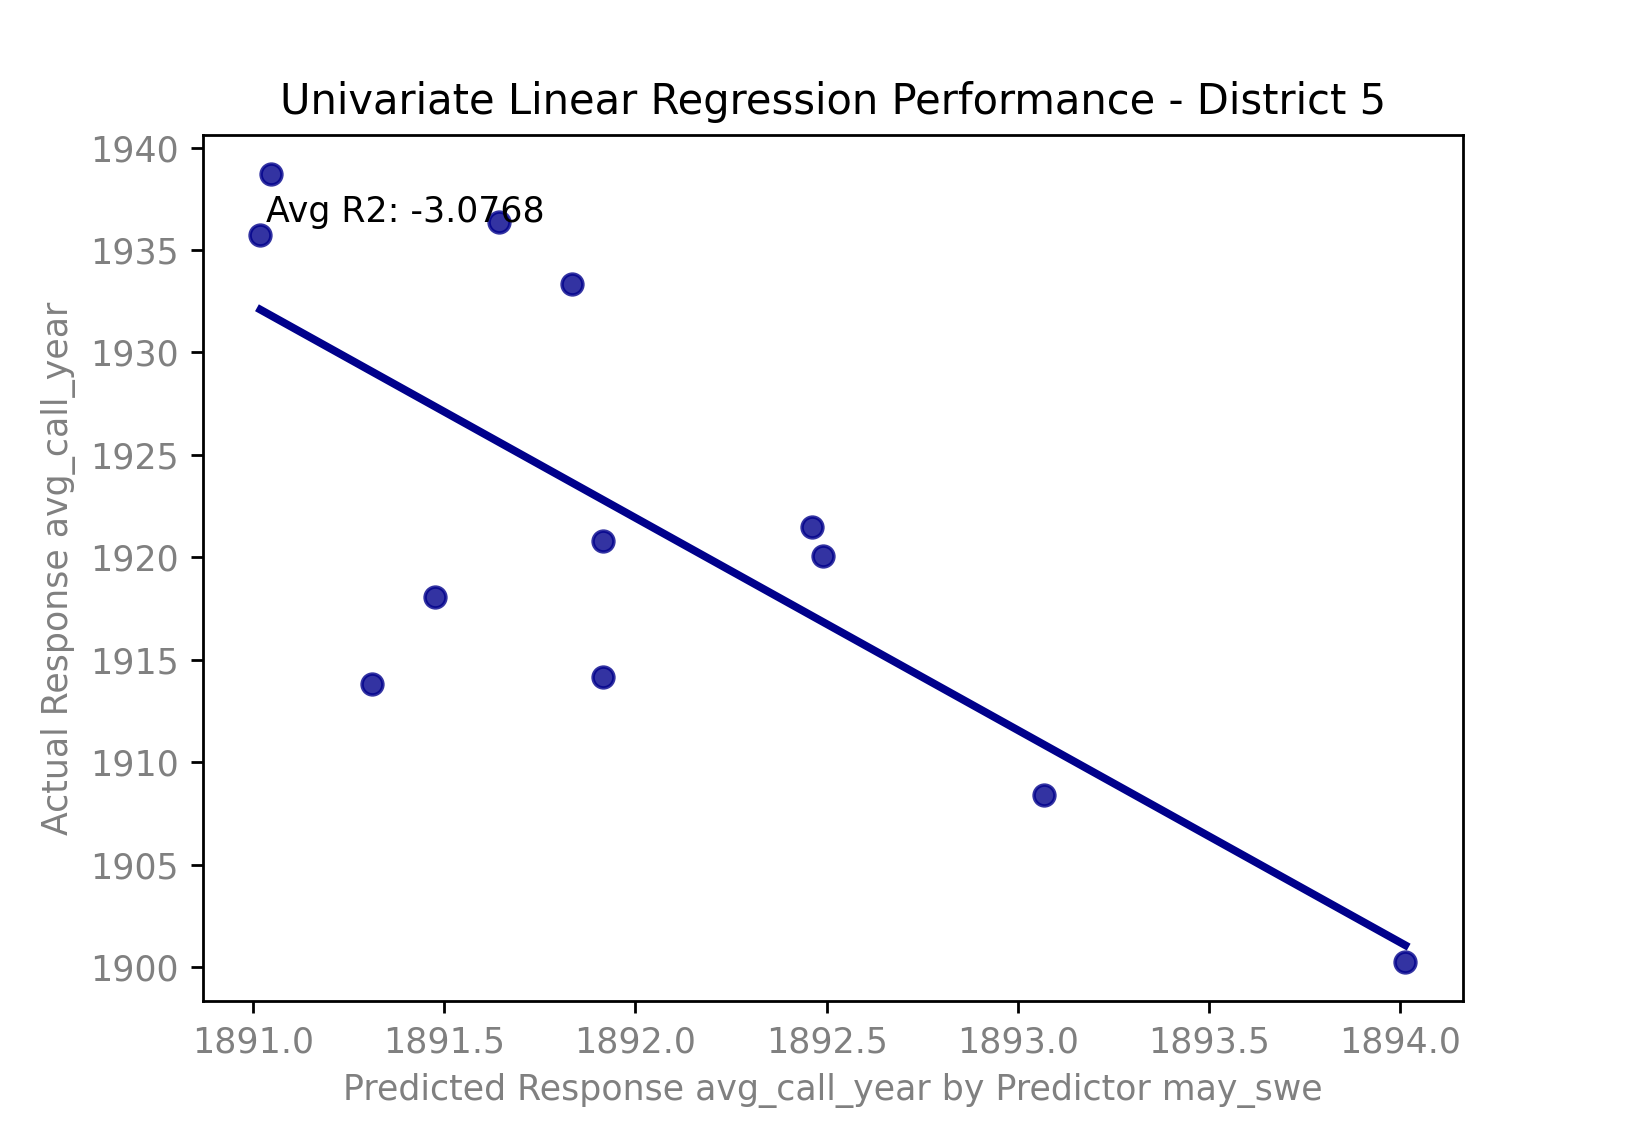 Univariate Linear Regression Performance - District 5
1940
1935
1930
1925
1920
1915
1910
1905
1900
Actual Response avg_call_year
Avg R2: -3.0768
1891.0 1891.5 1892.0 1892.5 1893.0 1893.5 1894.0
Predicted Response avg_call_year by Predictor may_swe